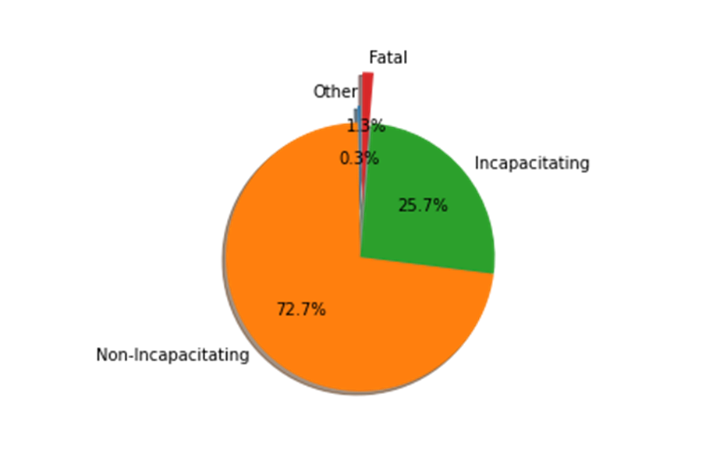 Fatal
Other
1.3%
0.3%
Incapacitating
25.7%
72.7%
Non-Incapacitating